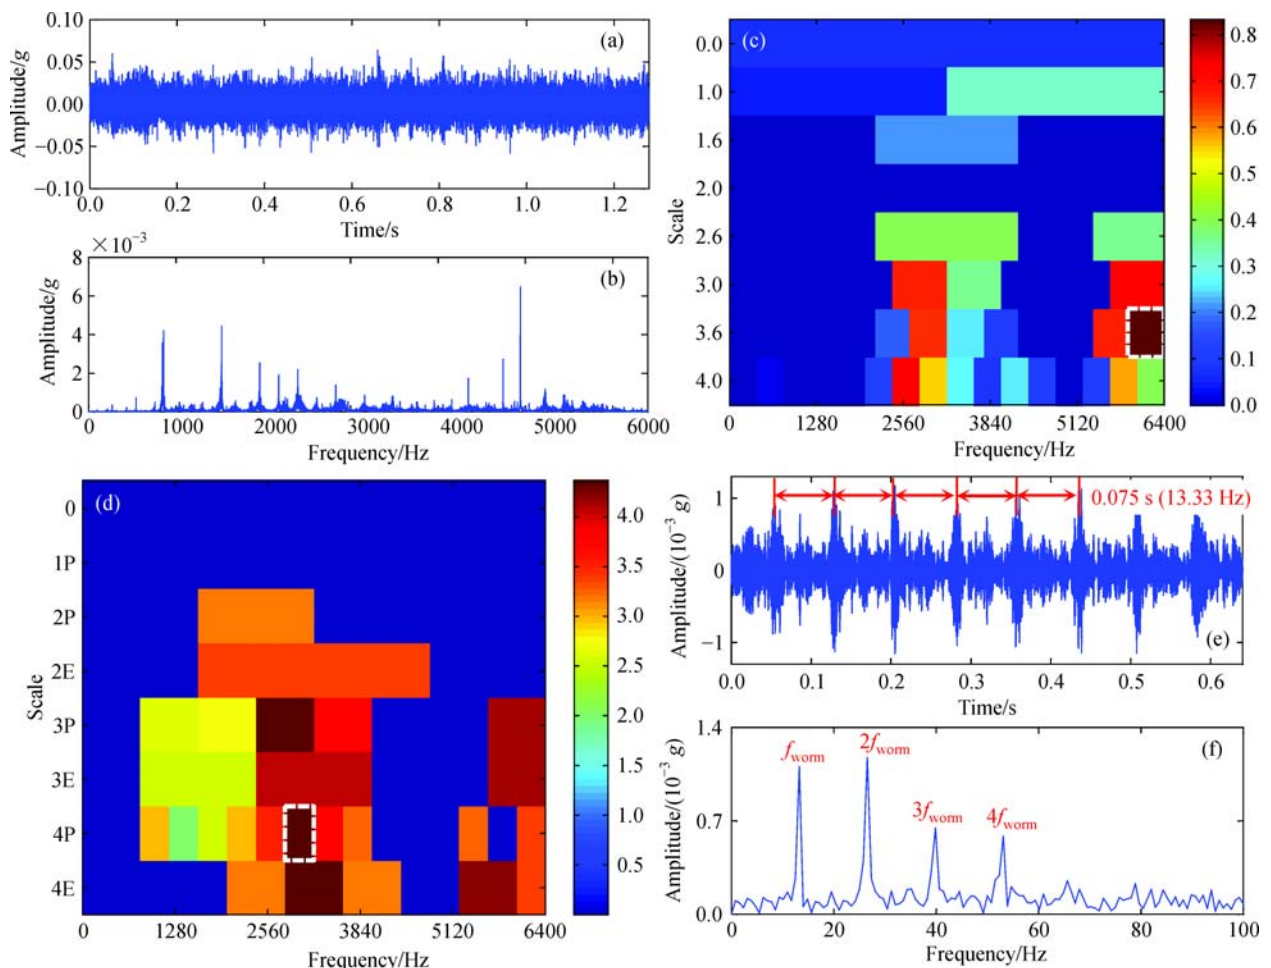 (a)
Amplitude/g
0.10
0.05
0.00
−0.05
−0.10
0.0 0.2 0.4 0.6 0.8 1.0 1.2
Time/s
(b)
×10⁻³
Amplitude/g
8
6
4
2
0
0 1000 2000 3000 4000 5000 6000
Frequency/Hz
(c)
Scale
0.0
1.0
1.6
2.0
2.6
3.0
3.6
4.0
0 1280 2560 3840 5120 6400
Frequency/Hz
0.8
0.7
0.6
0.5
0.4
0.3
0.2
0.1
0.0
(d)
Scale
0
1P
2P
2E
3P
3E
4P
4E
1280 2560 3840 5120 6400
Frequency/Hz
4.0
3.5
3.0
2.5
2.0
1.5
1.0
0.5
Amplitude/(10⁻³ g)
1
0
−1
0.075 s (13.33 Hz)
(e)
0.0 0.1 0.2 0.3 0.4 0.5 0.6
Time/s
Amplitude/(10⁻³ g)
1.4
0.7
0.0
f_worm
2f_worm
3f_worm
4f_worm
(f)
0 20 40 60 80 100
Frequency/Hz